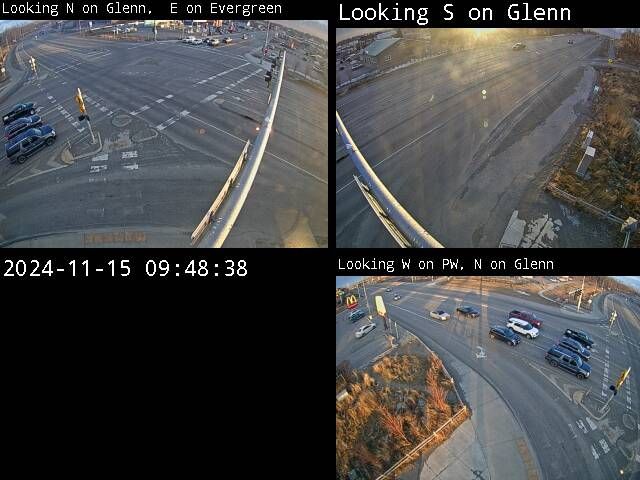 Looking N on Glenn, E on Evergreen
Looking S on Glenn
2024-11-15 09:48:38
Looking W on PW, N on Glenn